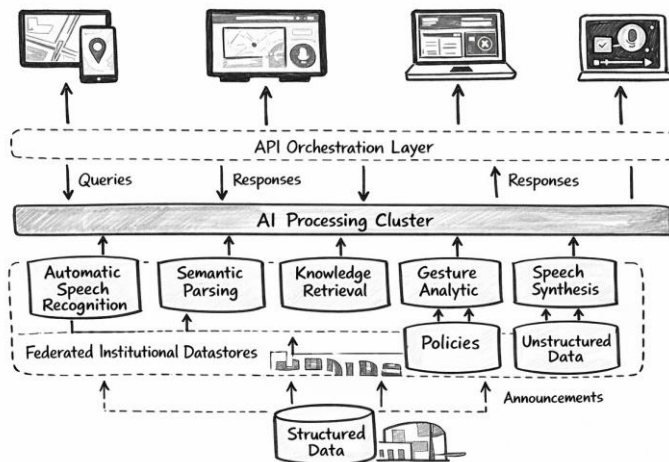 API Orchestration Layer
Queries
Responses
Responses
AI Processing Cluster
Automatic
Speech
Recognition
Semantic
Parsing
Knowledge
Retrieval
Gesture
Analytic
Speech
Synthesis
Federated Institutional Datastores
Policies
Unstructured
Data
Announcements
Structured
Data